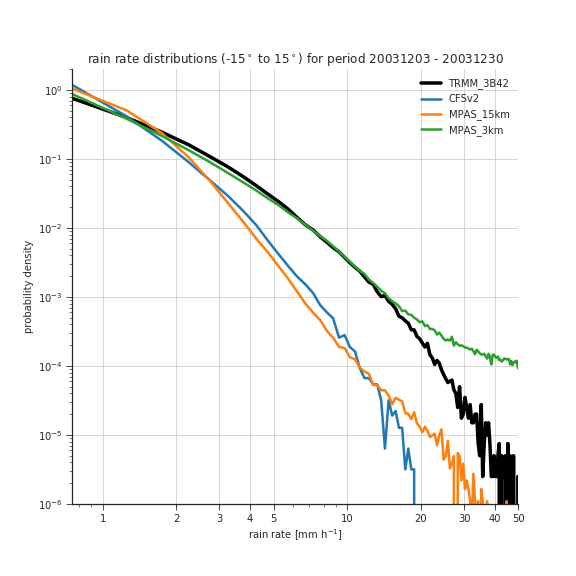 rain rate distributions (-15° to 15°) for period 20031203 - 20031230
TRMM_3B42
CFSv2
MPAS_15km
MPAS_3km
10⁰
10⁻¹
10⁻²
10⁻³
10⁻⁴
10⁻⁵
10⁻⁶
probability density
1 2 3 4 5 10 20 30 40 50
rain rate [mm h⁻¹]